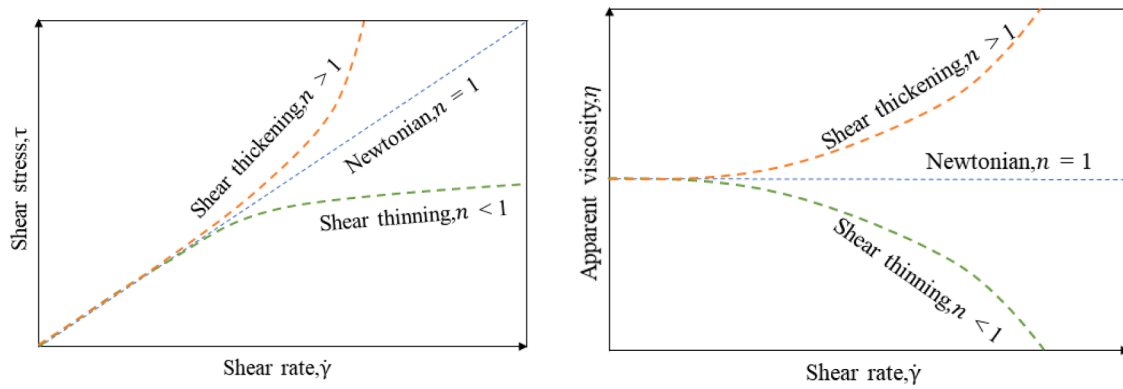 Shear stress,τ
Shear thickening,n > 1
Newtonian,n = 1
Shear thinning,n < 1
Shear rate,γ̇
Apparent viscosity,η
Shear thickening,n > 1
Newtonian,n = 1
Shear thinning,n < 1
Shear rate,γ̇